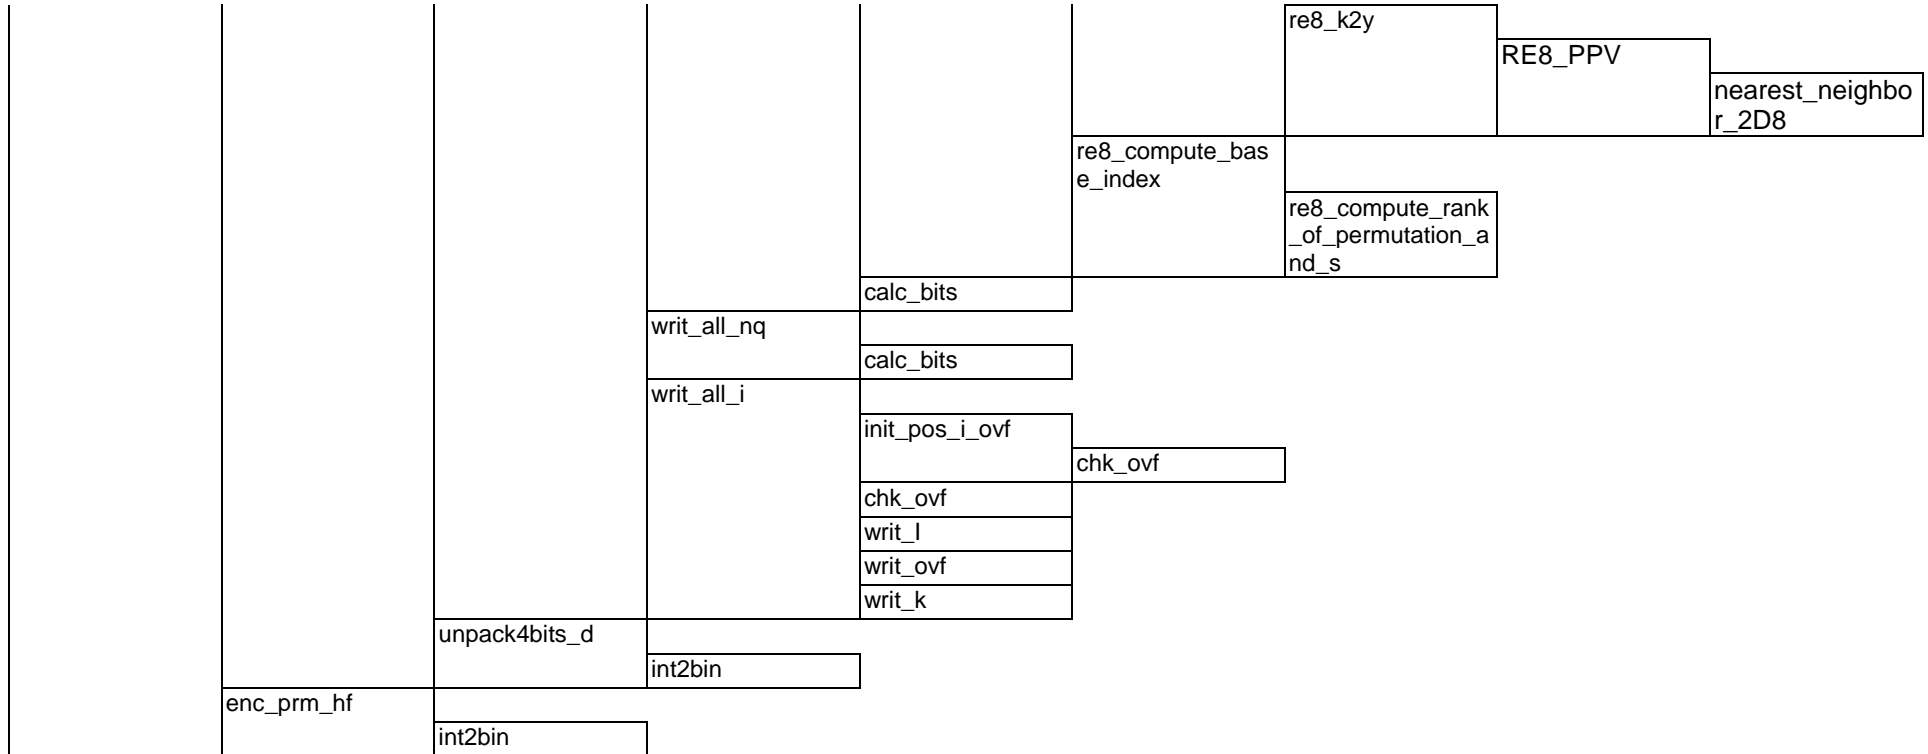 re8_k2y
RE8_PPV
nearest_neighbo
r_2D8
re8_compute_bas
e_index
re8_compute_rank
_of_permutation_a
nd_s
calc_bits
writ_all_nq
calc_bits
writ_all_i
init_pos_i_ovf
chk_ovf
chk_ovf
writ_I
writ_ovf
writ_k
unpack4bits_d
int2bin
enc_prm_hf
int2bin